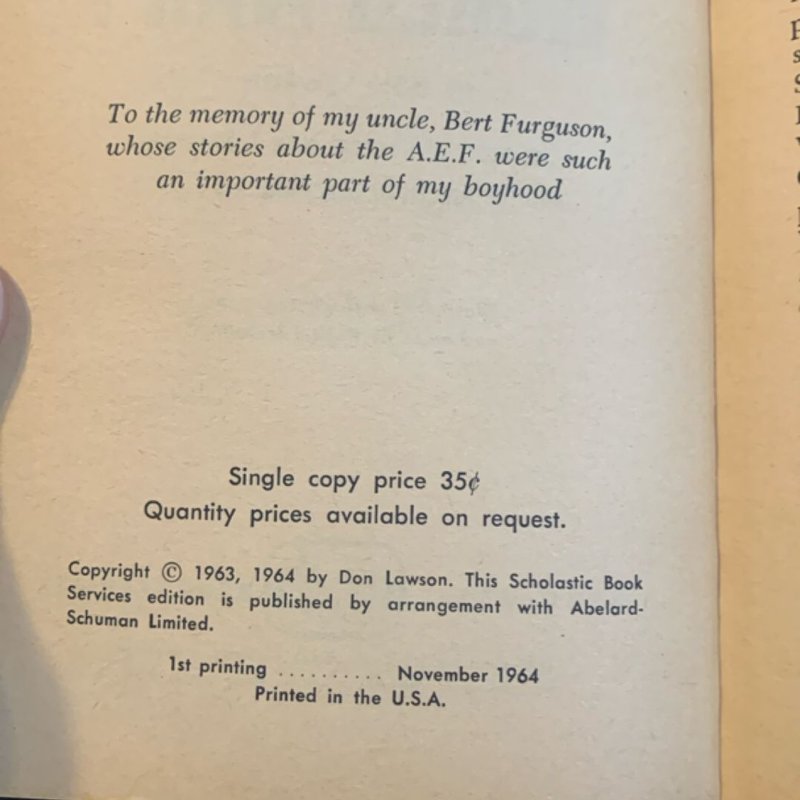 To the memory of my uncle, Bert Furguson,
whose stories about the A.E.F. were such
an important part of my boyhood
Single copy price 35¢
Quantity prices available on request.
Copyright © 1963, 1964 by Don Lawson. This Scholastic Book
Services edition is published by arrangement with Abelard-
Schuman Limited.
1st printing .......... November 1964
Printed in the U.S.A.